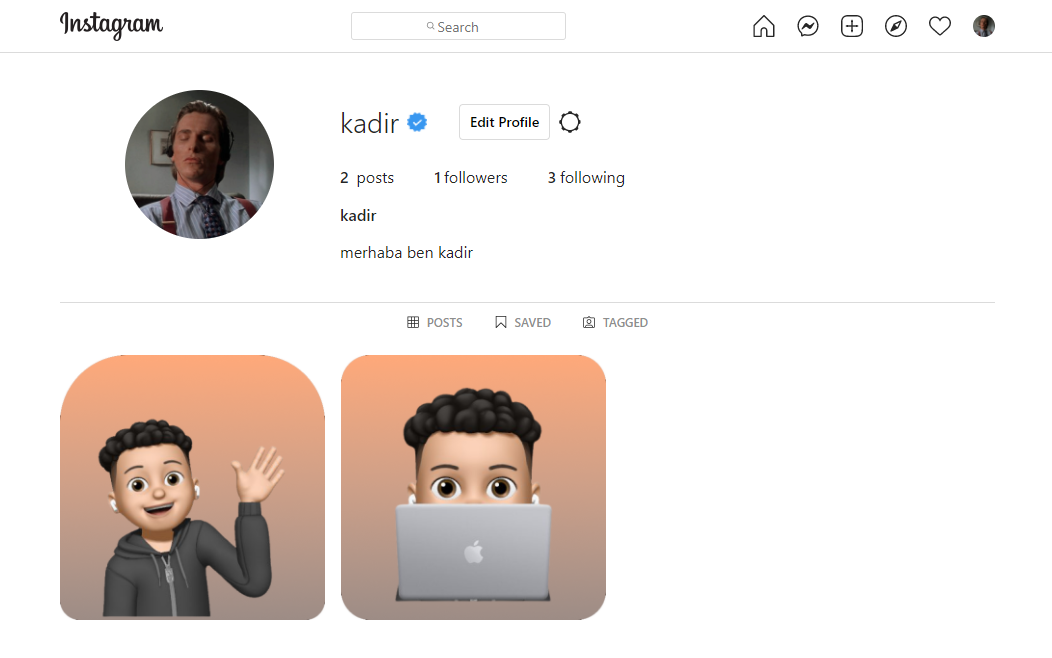 Instagram
Search
kadir
Edit Profile
2 posts 1 followers 3 following
kadir
merhaba ben kadir
POSTS SAVED TAGGED